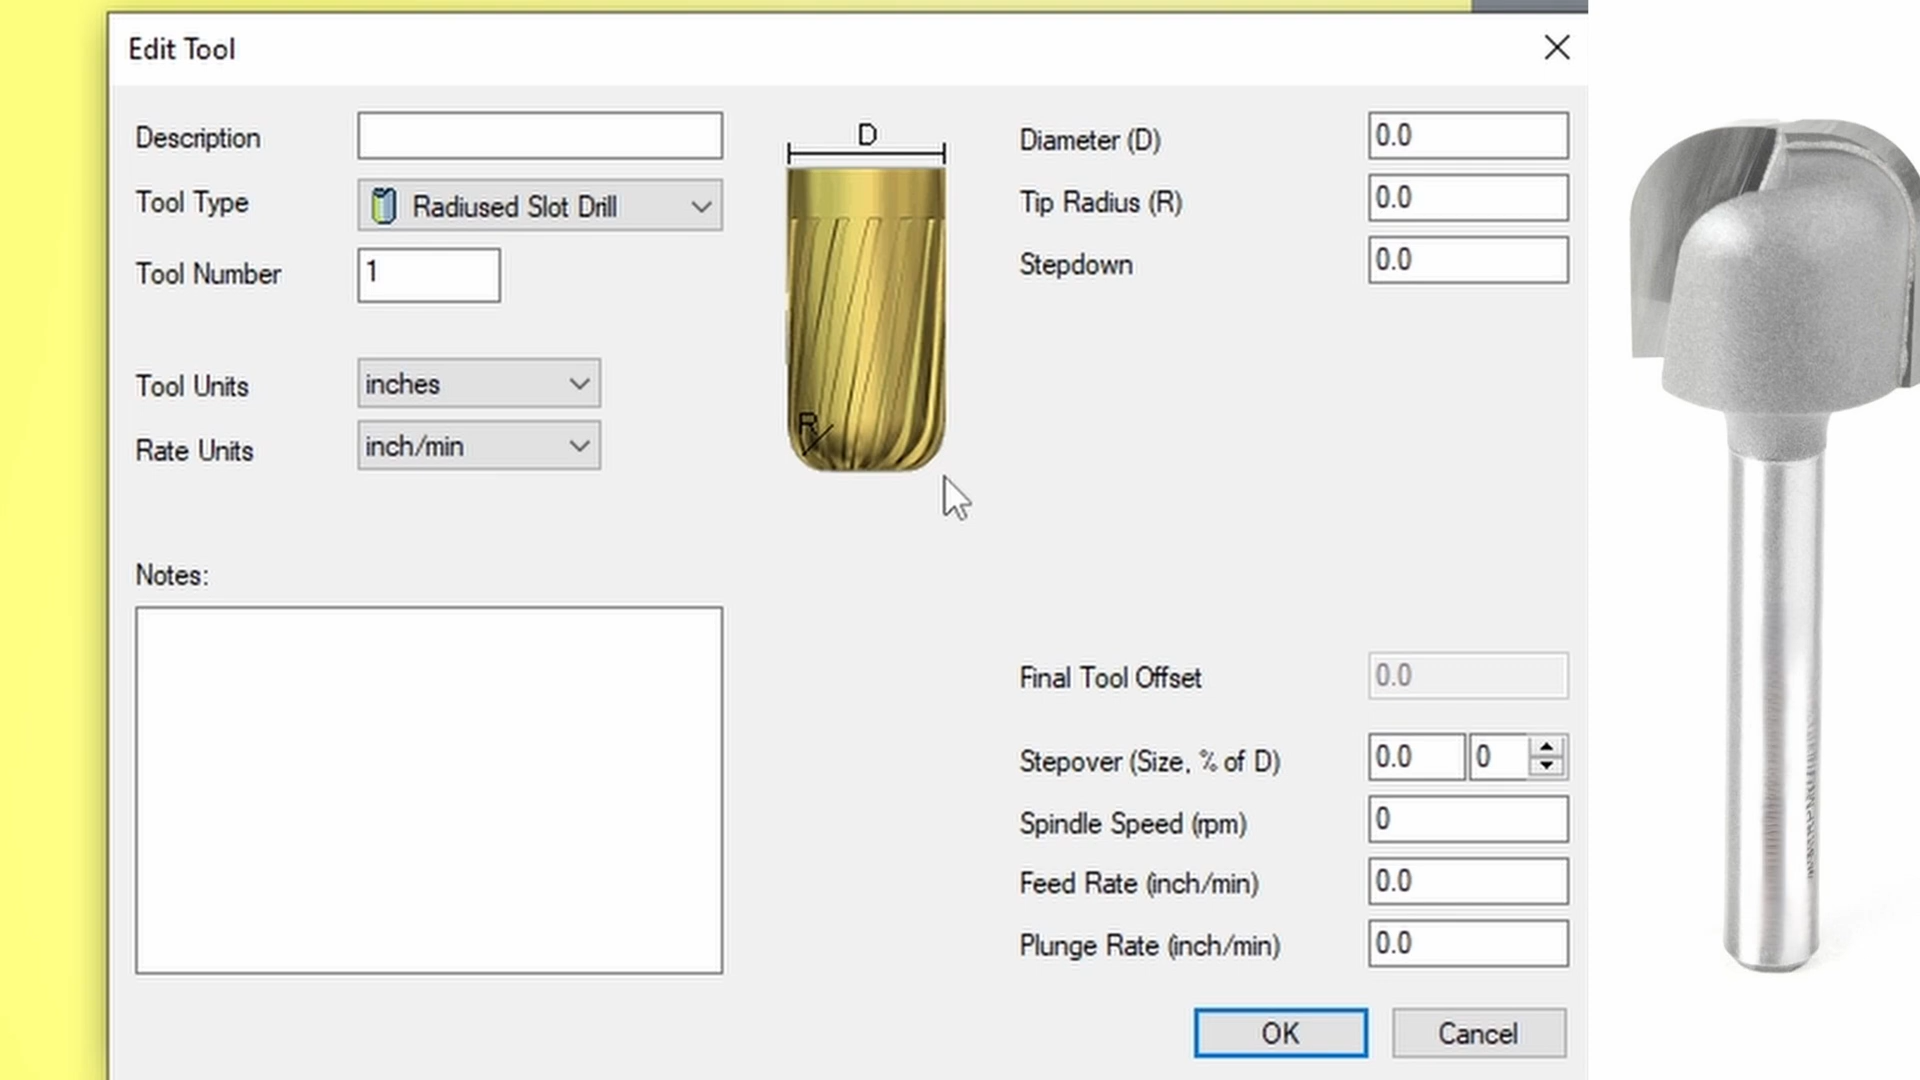 Edit Tool
Description
Tool Type Radiused Slot Drill
Tool Number 1
Tool Units inches
Rate Units inch/min
Notes:
D
R
Diameter (D) 0.0
Tip Radius (R) 0.0
Stepdown 0.0
Final Tool Offset 0.0
Stepover (Size, % of D) 0.0 0
Spindle Speed (rpm) 0
Feed Rate (inch/min) 0.0
Plunge Rate (inch/min) 0.0
OK Cancel